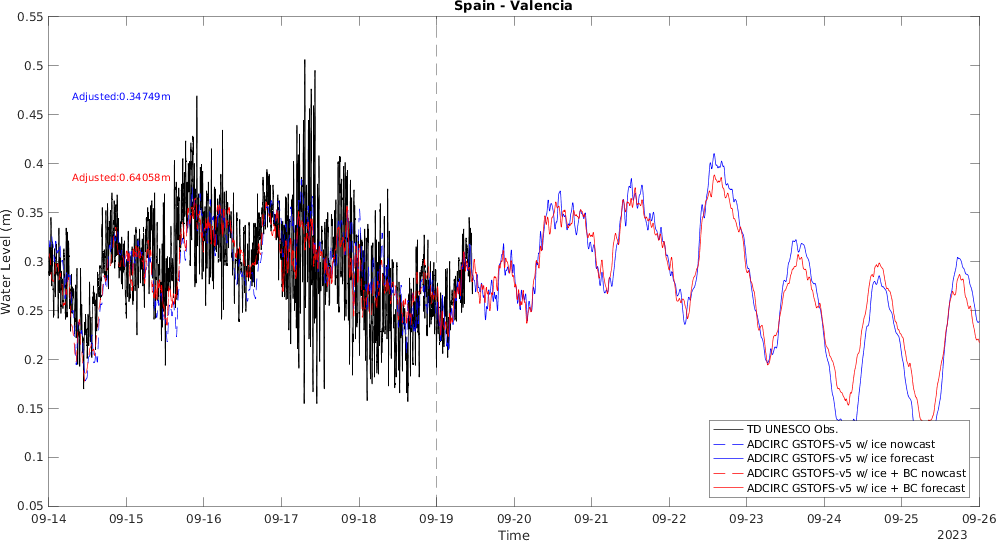 Spain - Valencia
0.55
0.5
0.45
0.4
0.35
0.3
0.25
0.2
0.15
0.1
0.05
Water Level (m)
Adjusted:0.34749m
Adjusted:0.64058m
TD UNESCO Obs.
ADCIRC GSTOFS-v5 w/ ice nowcast
ADCIRC GSTOFS-v5 w/ ice forecast
ADCIRC GSTOFS-v5 w/ ice + BC nowcast
ADCIRC GSTOFS-v5 w/ ice + BC forecast
09-14 09-15 09-16 09-17 09-18 09-19 09-20 09-21 09-22 09-23 09-24 09-25 09-26
Time
2023